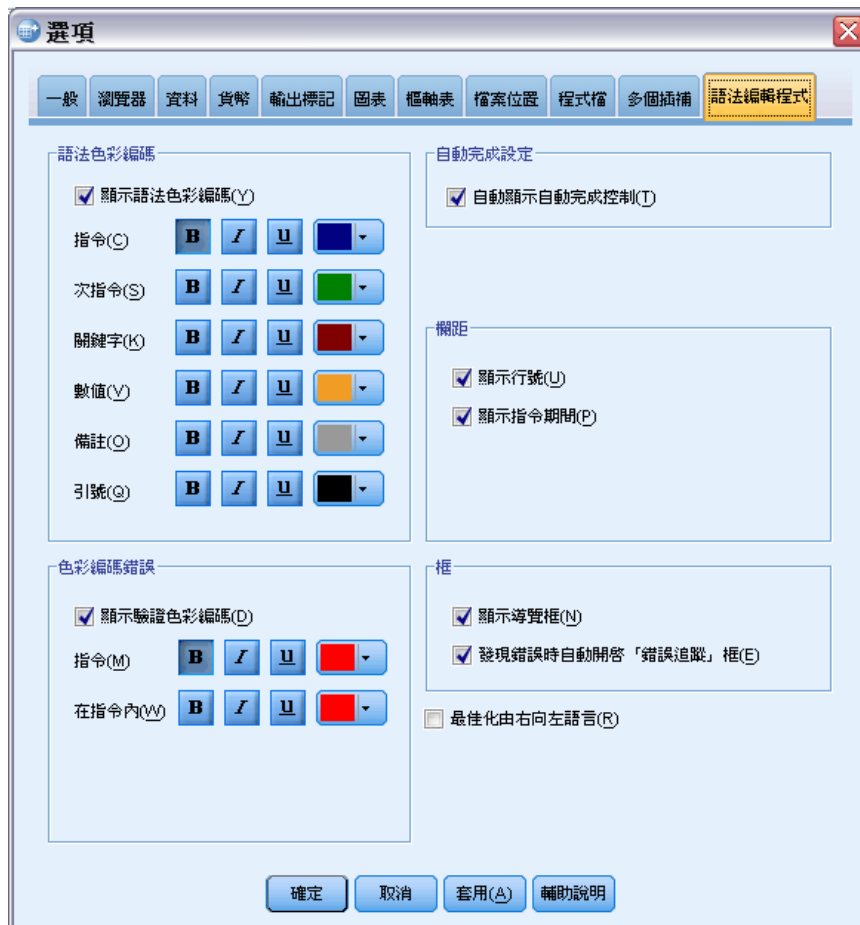 選項
一般 瀏覽器 資料 貨幣 輸出標記 圖表 樞軸表 檔案位置 程式檔 多個插補 語法編輯程式
語法色彩編碼
顯示語法色彩編碼(Y)
指令(C) B I U
次指令(S) B I U
關鍵字(K) B I U
數值(V) B I U
備註(O) B I U
引號(Q) B I U
自動完成設定
自動顯示自動完成控制(T)
欄距
顯示行號(U)
顯示指令期間(P)
色彩編碼錯誤
顯示驗證色彩編碼(D)
指令(M) B I U
在指令內(W) B I U
框
顯示導覽框(N)
發現錯誤時自動開啓「錯誤追蹤」框(E)
最佳化由右向左語言(R)
確定 取消 套用(A) 輔助說明